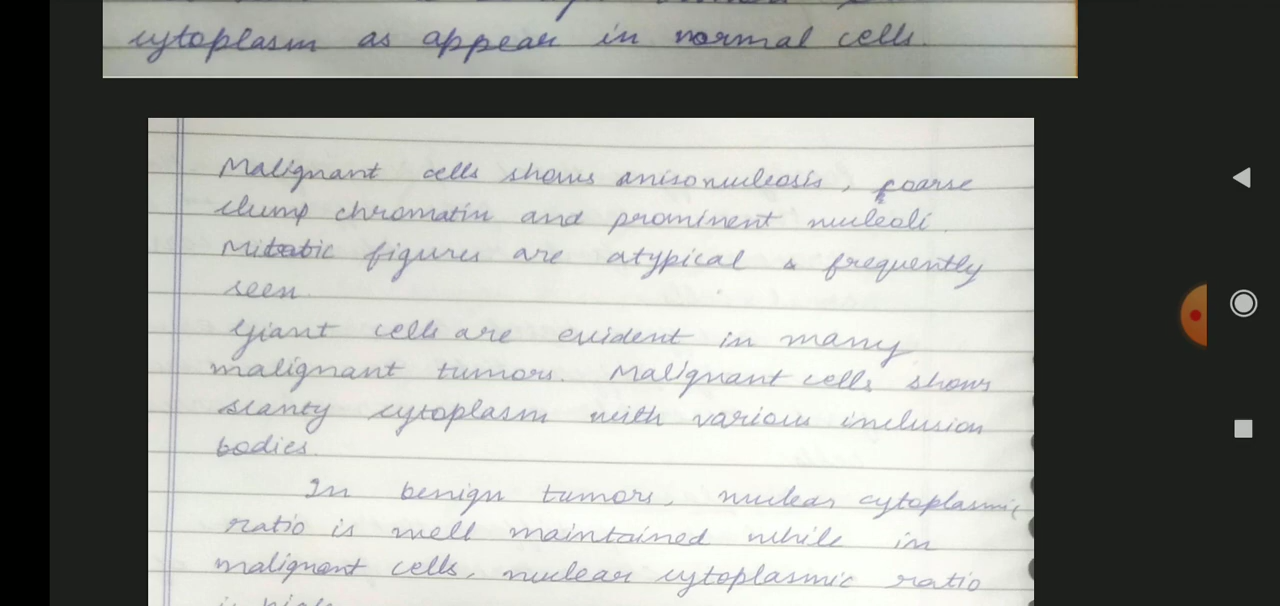 cytoplasm as appear in normal cells.
Malignant cells shows anisonucleosis, coarse
clump chromatin and prominent nucleoli.
Mitotic figures are atypical & frequently
seen.
Giant cells are evident in many
malignant tumors. Malignant cells shows
scanty cytoplasm with various inclusion
bodies.
In benign tumors, nuclear cytoplasmic
ratio is well maintained while in
malignant cells, nuclear cytoplasmic ratio